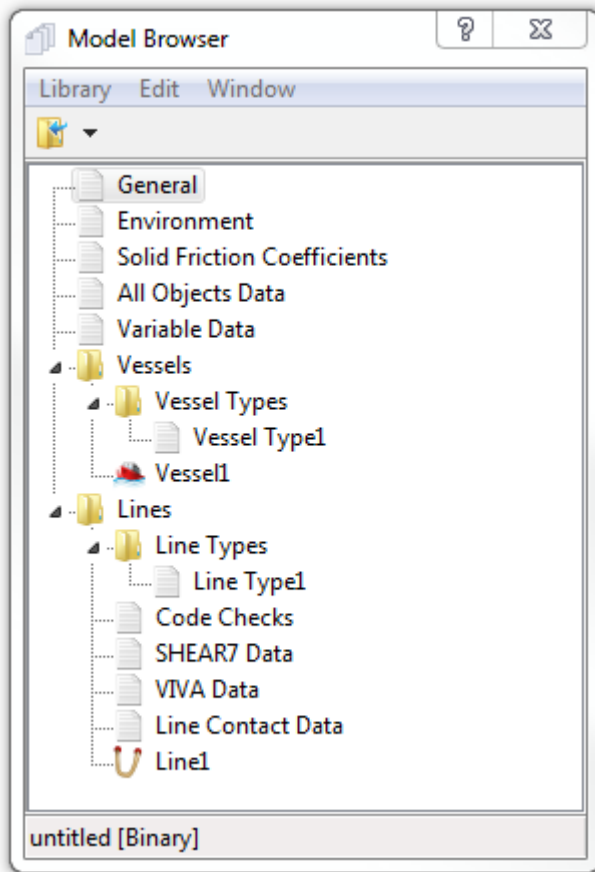 Model Browser
Library Edit Window
General
Environment
Solid Friction Coefficients
All Objects Data
Variable Data
Vessels
Vessel Types
Vessel Type1
Vessel1
Lines
Line Types
Line Type1
Code Checks
SHEAR7 Data
VIVA Data
Line Contact Data
Line1
untitled [Binary]